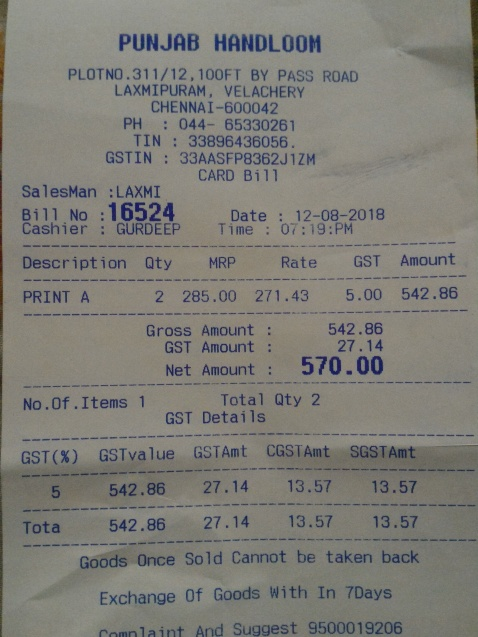 PUNJAB HANDLOOM
PLOTNO.311/12,100FT BY PASS ROAD
LAXMIPURAM, VELACHERY
CHENNAI-600042
PH : 044- 65330261
TIN : 33896436056.
GSTIN : 33AASFP8362J1ZM
CARD Bill
SalesMan :LAXMI
Bill No :16524 Date : 12-08-2018
Cashier : GURDEEP Time : 07:19:PM
Description Qty MRP Rate GST Amount
PRINT A 2 285.00 271.43 5.00 542.86
Gross Amount : 542.86
GST Amount : 27.14
Net Amount : 570.00
No.Of.Items 1 Total Qty 2
GST Details
GST(%) GSTvalue GSTAmt CGSTAmt SGSTAmt
5 542.86 27.14 13.57 13.57
Tota 542.86 27.14 13.57 13.57
Goods Once Sold Cannot be taken back
Exchange Of Goods With In 7Days
Complaint And Suggest 9500019206